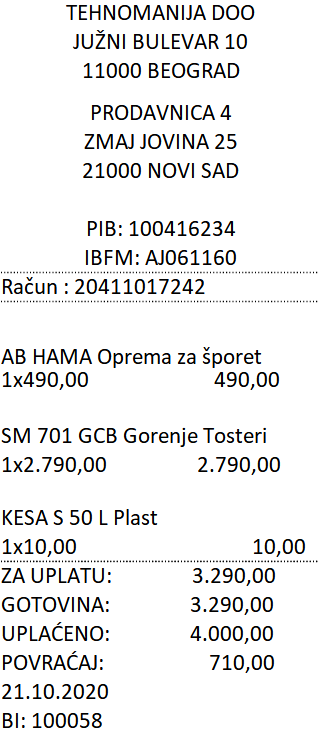 TEHNOMANIJA DOO
JUŽNI BULEVAR 10
11000 BEOGRAD
PRODAVNICA 4
ZMAJ JOVINA 25
21000 NOVI SAD
PIB: 100416234
IBFM: AJ061160
Račun : 20411017242
AB HAMA Oprema za šporet
1x490,00 490,00
SM 701 GCB Gorenje Tosteri
1x2.790,00 2.790,00
KESA S 50 L Plast
1x10,00 10,00
ZA UPLATU: 3.290,00
GOTOVINA: 3.290,00
UPLAĆENO: 4.000,00
POVRAĆAJ: 710,00
21.10.2020
BI: 100058